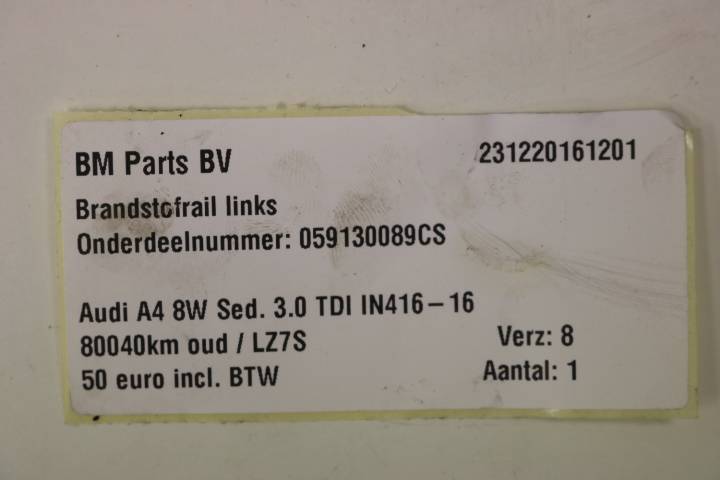 BM Parts BV
231220161201
Brandstofrail links
Onderdeelnummer: 059130089CS
Audi A4 8W Sed. 3.0 TDI IN416-16
80040km oud / LZ7S
Verz: 8
50 euro incl. BTW
Aantal: 1